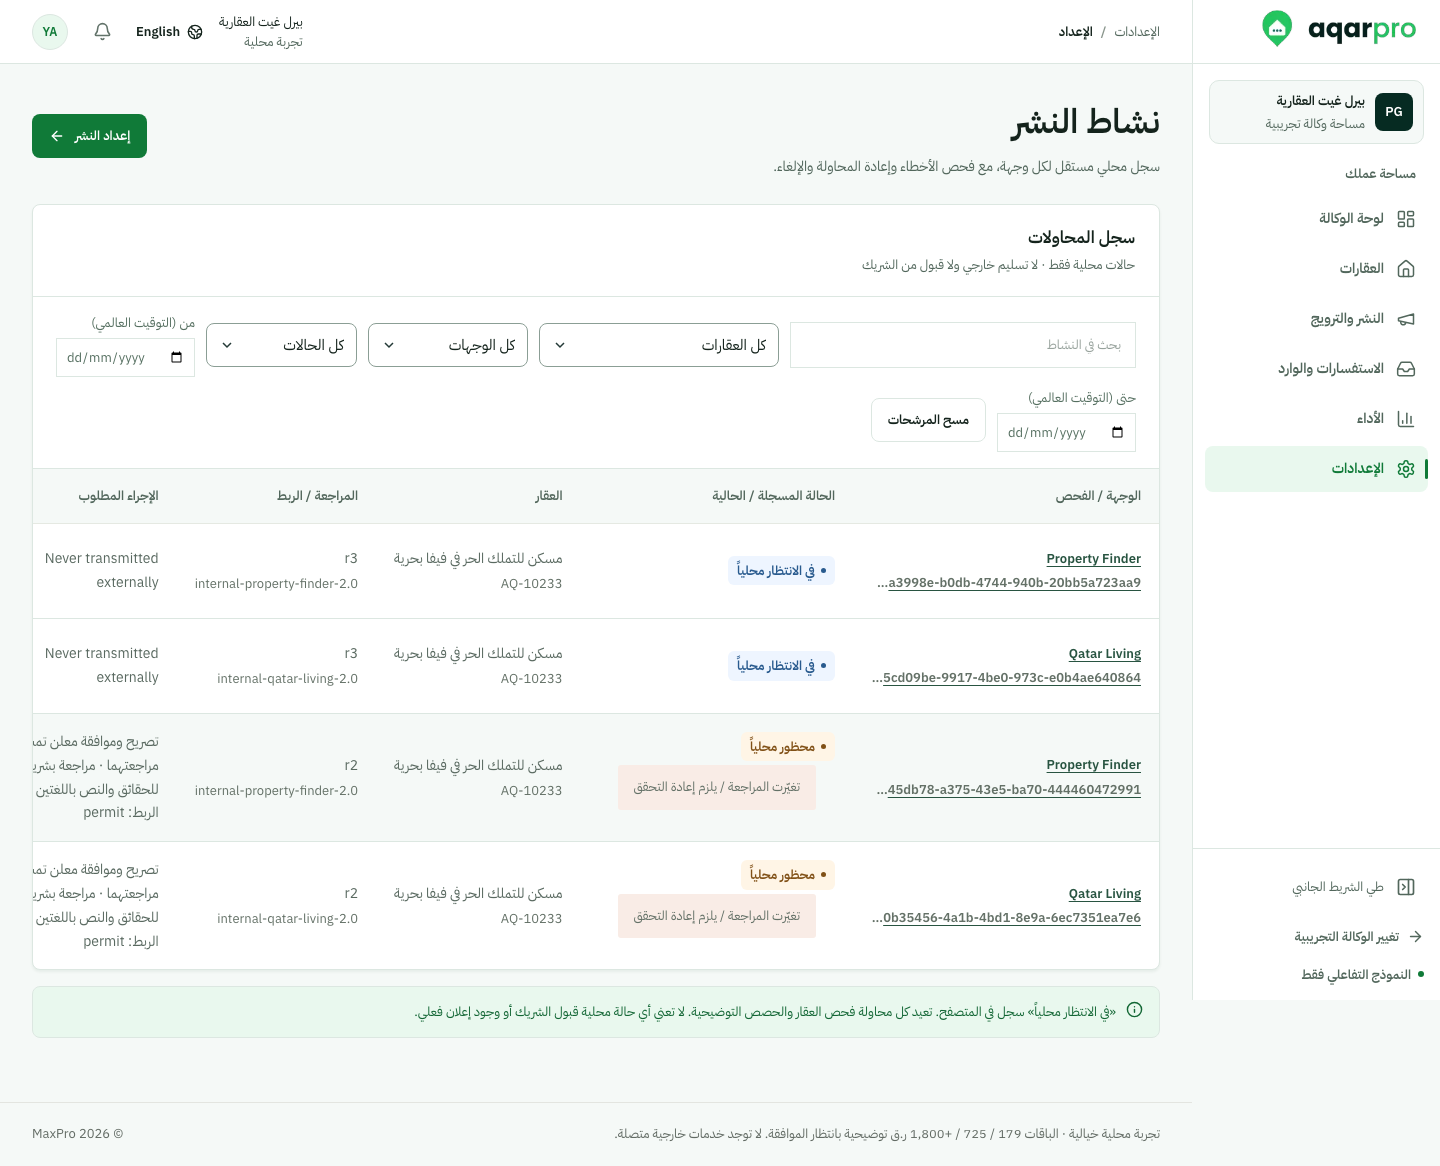 aqarpro
الإعدادات / الإعداد
بيرل غيت العقارية
تجربة محلية
English
YA
PG
بيرل غيت العقارية
مساحة وكالة تجريبية
مساحة عملك
لوحة الوكالة
العقارات
النشر والترويج
الاستفسارات والوارد
الأداء
الإعدادات
طي الشريط الجانبي
تغيير الوكالة التجريبية
النموذج التفاعلي فقط
نشاط النشر
سجل محلي مستقل لكل وجهة، مع فحص الأخطاء وإعادة المحاولة والإلغاء.
إعداد النشر
سجل المحاولات
حالات محلية فقط · لا تسليم خارجي ولا قبول من الشريك
بحث في النشاط
كل العقارات
كل الوجهات
كل الحالات
من (التوقيت العالمي)
dd/mm/yyyy
حتى (التوقيت العالمي)
dd/mm/yyyy
مسح المرشحات
الوجهة / الفحص
الحالة المسجلة / الحالية
العقار
المراجعة / الربط
الإجراء المطلوب
Property Finder
...a3998e-b0db-4744-940b-20bb5a723aa9
• في الانتظار محلياً
مسكن للتملك الحر في فيفا بحرية
AQ-10233
r3
internal-property-finder-2.0
Never transmitted
externally
Qatar Living
...5cd09be-9917-4be0-973c-e0b4ae640864
• في الانتظار محلياً
مسكن للتملك الحر في فيفا بحرية
AQ-10233
r3
internal-qatar-living-2.0
Never transmitted
externally
Property Finder
...45db78-a375-43e5-ba70-444460472991
• محظور محلياً
تغيّرت المراجعة / يلزم إعادة التحقق
مسكن للتملك الحر في فيفا بحرية
AQ-10233
r2
internal-property-finder-2.0
تصريح وموافقة معلن
مراجعتهما · مراجعة
للحقائق والنص باللغتين
الربط: permit
Qatar Living
...0b35456-4a1b-4bd1-8e9a-6ec7351ea7e6
• محظور محلياً
تغيّرت المراجعة / يلزم إعادة التحقق
مسكن للتملك الحر في فيفا بحرية
AQ-10233
r2
internal-qatar-living-2.0
تصريح وموافقة معلن
مراجعتهما · مراجعة
للحقائق والنص باللغتين
الربط: permit
«في الانتظار محلياً» سجل في المتصفح. تعيد كل محاولة فحص العقار والحصص التوضيحية. لا تعني أي حالة محلية قبول الشريك أو وجود إعلان فعلي.
تجربة محلية خيالية · الباقات 179 / 725 / +1,800 ر.ق توضيحية بانتظار الموافقة. لا توجد خدمات خارجية متصلة.
© 2026 MaxPro